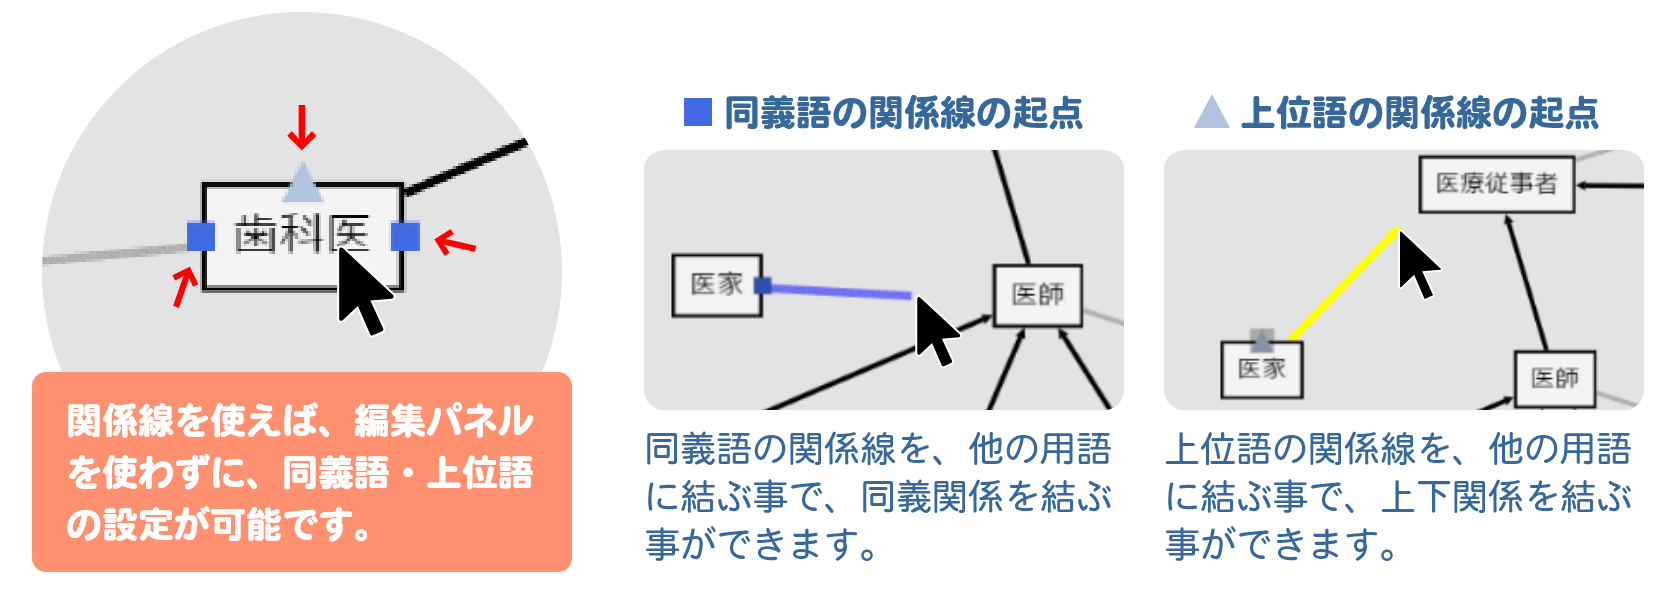 歯科医
関係線を使えば、編集パネル
を使わずに、同義語・上位語
の設定が可能です。
同義語の関係線の起点
医家
医師
同義語の関係線を、他の用語
に結ぶ事で、同義関係を結ぶ
事ができます。
上位語の関係線の起点
医療従事者
医家
医師
上位語の関係線を、他の用語
に結ぶ事で、上下関係を結ぶ
事ができます。